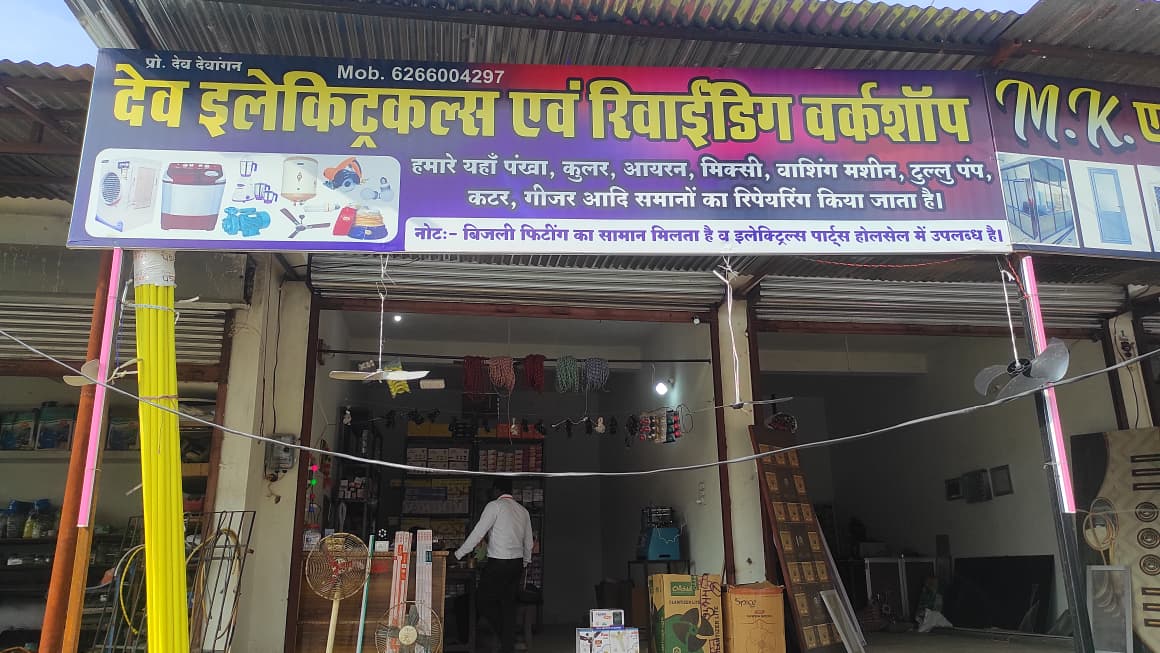 प्रो. देव देवांगन
Mob. 6266004297
देव इलेक्ट्रिकल्स एवं रिवाईंडिग वर्कशॉप
हमारे यहाँ पंखा, कुलर, आयरन, मिक्सी, वाशिंग मशीन, टुल्लु पंप,
कटर, गीजर आदि समानों का रिपेयरिंग किया जाता है।
नोटः- बिजली फिटींग का सामान मिलता है व इलेक्ट्रिल्स पार्ट्स होलसेल में उपलब्ध है।
M.K.
Spice